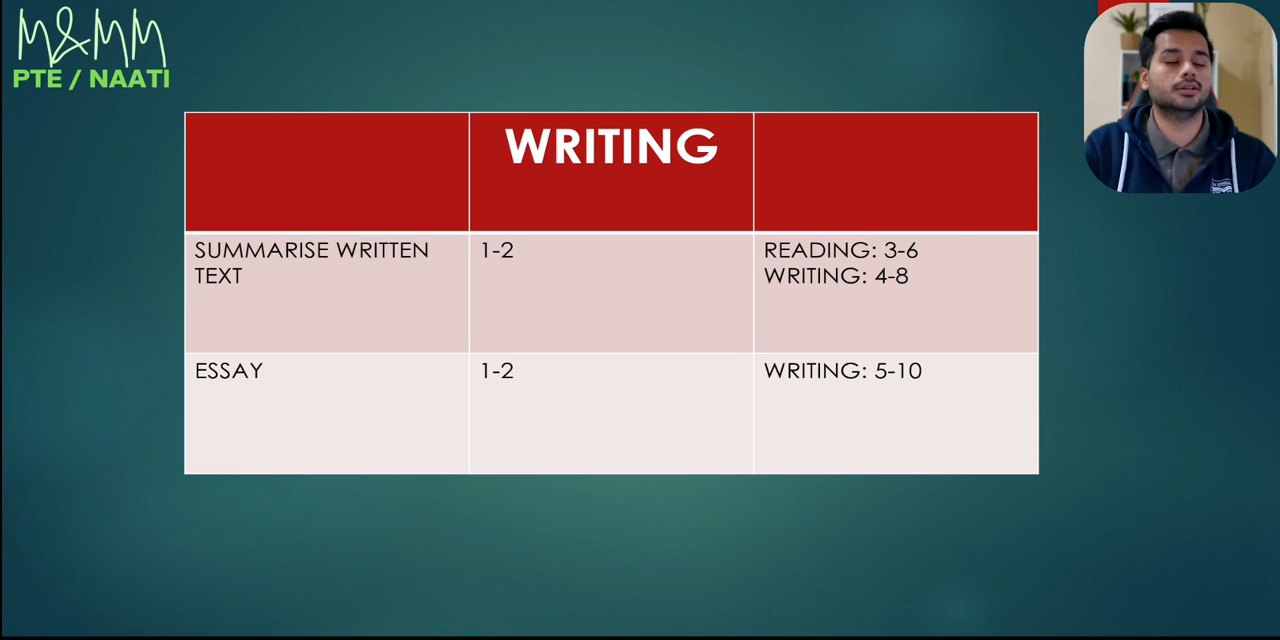 M&MM
PTE / NAATI
WRITING
SUMMARISE WRITTEN
TEXT
1-2
READING: 3-6
WRITING: 4-8
ESSAY
1-2
WRITING: 5-10